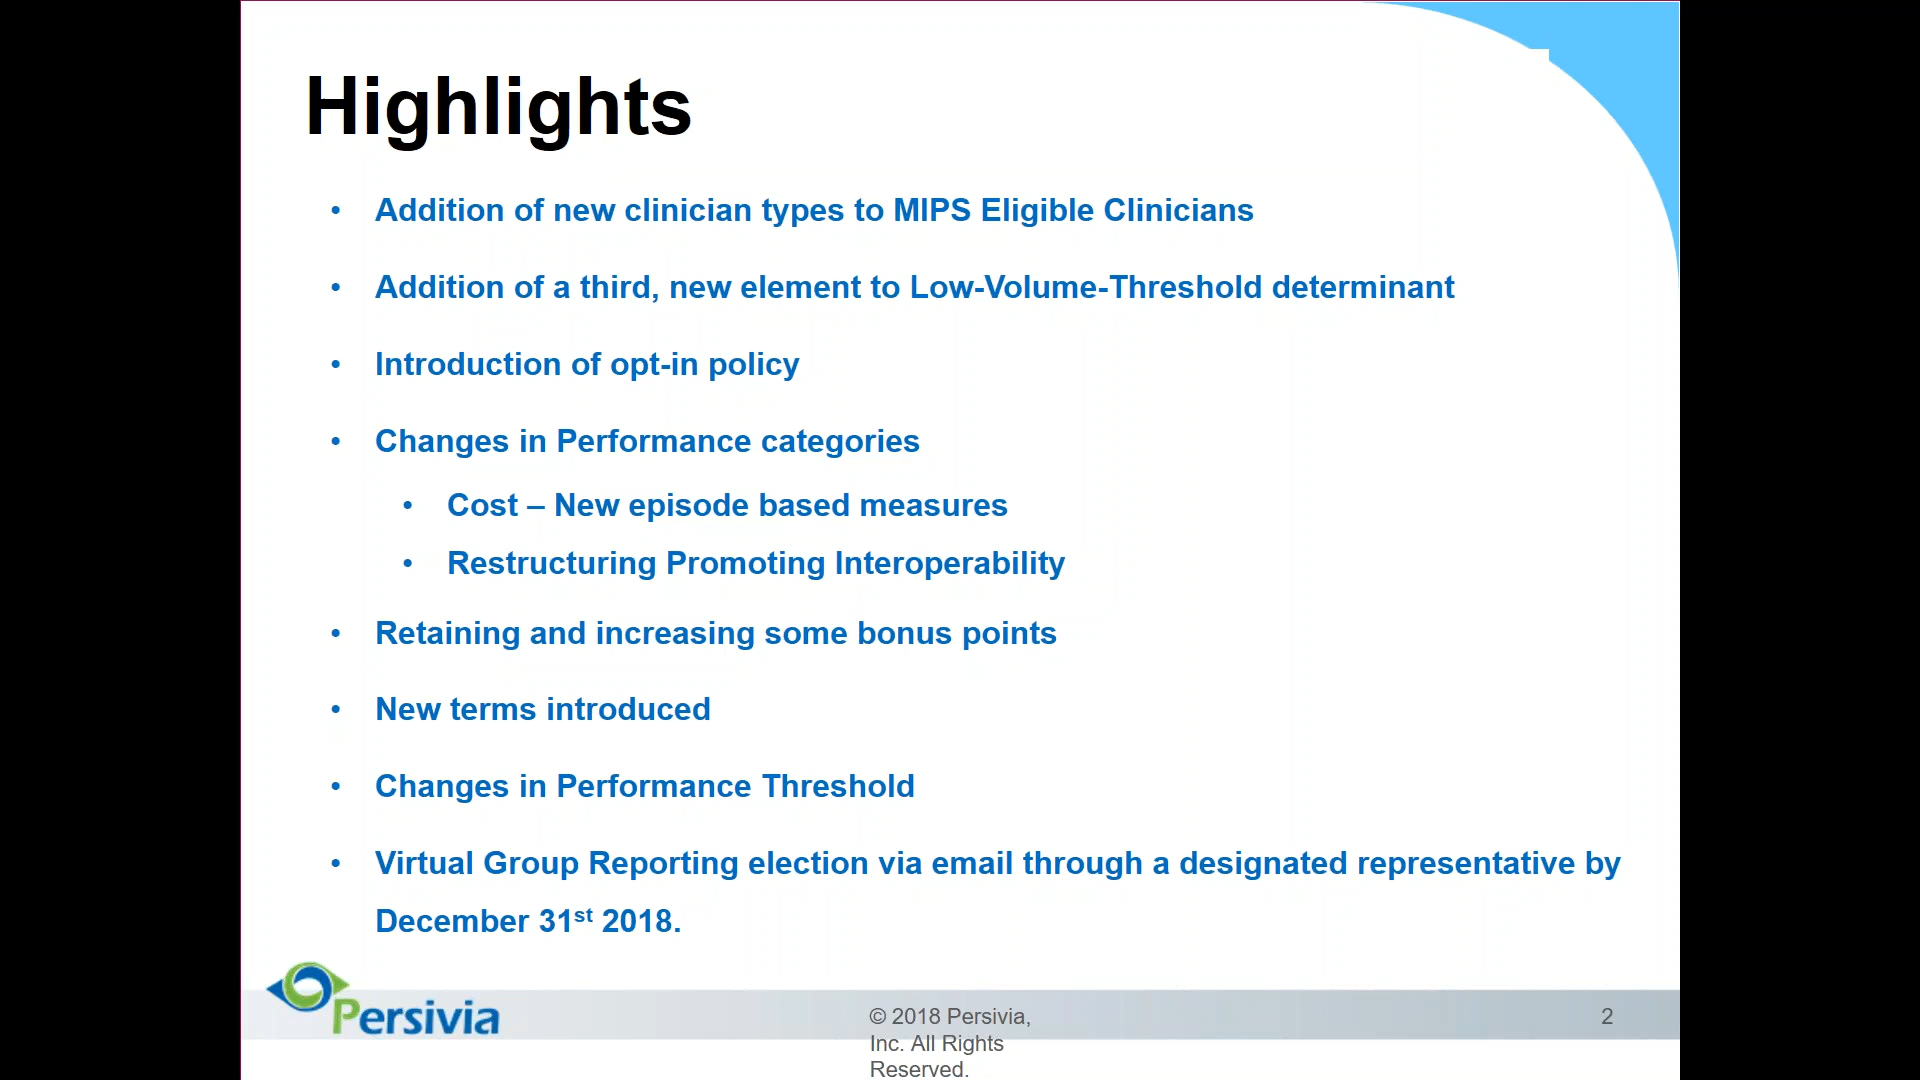 Highlights
• Addition of new clinician types to MIPS Eligible Clinicians
• Addition of a third, new element to Low-Volume-Threshold determinant
• Introduction of opt-in policy
• Changes in Performance categories
• Cost – New episode based measures
• Restructuring Promoting Interoperability
• Retaining and increasing some bonus points
• New terms introduced
• Changes in Performance Threshold
• Virtual Group Reporting election via email through a designated representative by
December 31st 2018.
Persivia
© 2018 Persivia,
Inc. All Rights
Reserved.
2